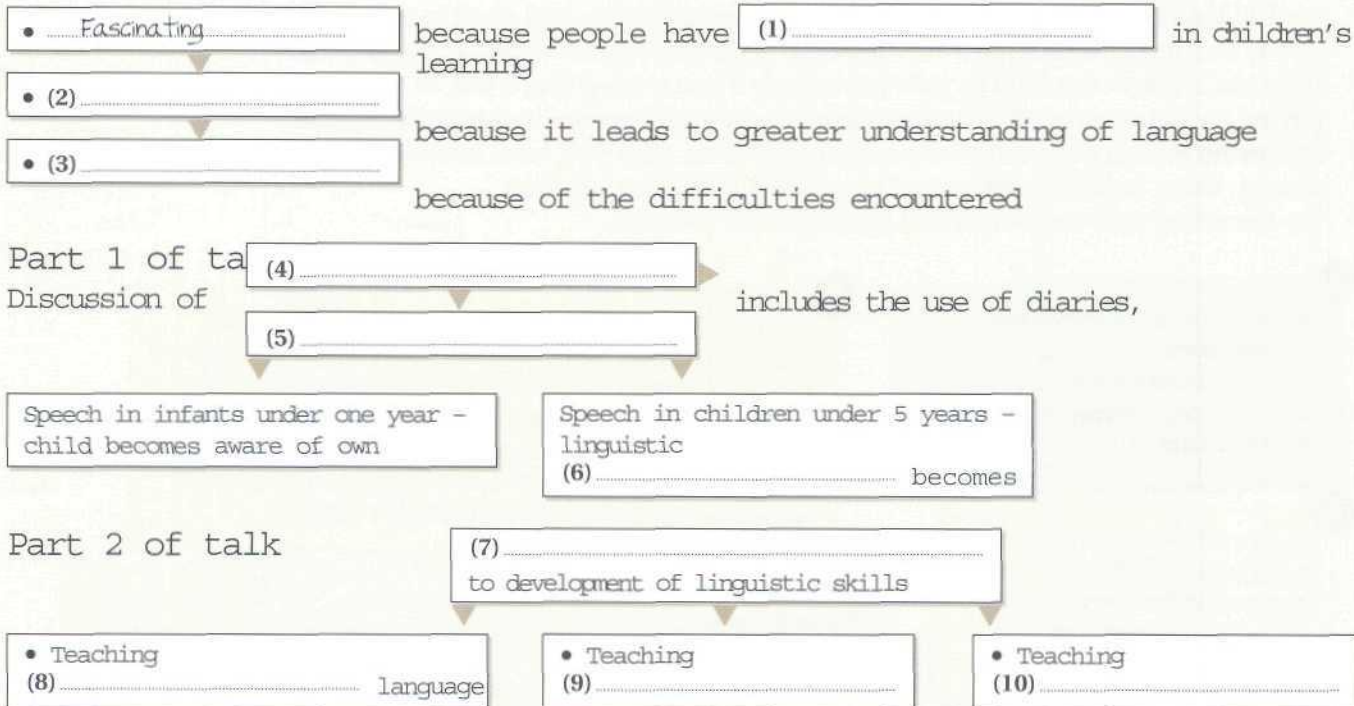 • Fascinating because people have (1) in children's
learning
• (2)
because it leads to greater understanding of language
• (3)
because of the difficulties encountered
Part 1 of ta
(4)
Discussion of includes the use of diaries,
(5)
Speech in infants under one year –
child becomes aware of own
Speech in children under 5 years –
linguistic
(6) becomes
Part 2 of talk
(7)
to development of linguistic skills
• Teaching
(8) language
• Teaching
(9)
• Teaching
(10)